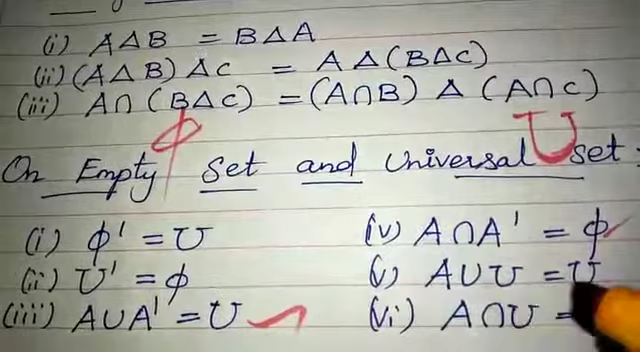 (i) A Δ B = B Δ A
(ii) (A Δ B) Δ C = A Δ (B Δ C)
(iii) A ∩ (B Δ C) = (A ∩ B) Δ (A ∩ C)
ϕ U
On Empty Set and Universal set :
(i) ϕ' = U
(ii) U' = ϕ
(iii) A ∪ A' = U
(iv) A ∩ A' = ϕ
(v) A ∪ U = U
(vi) A ∩ U =